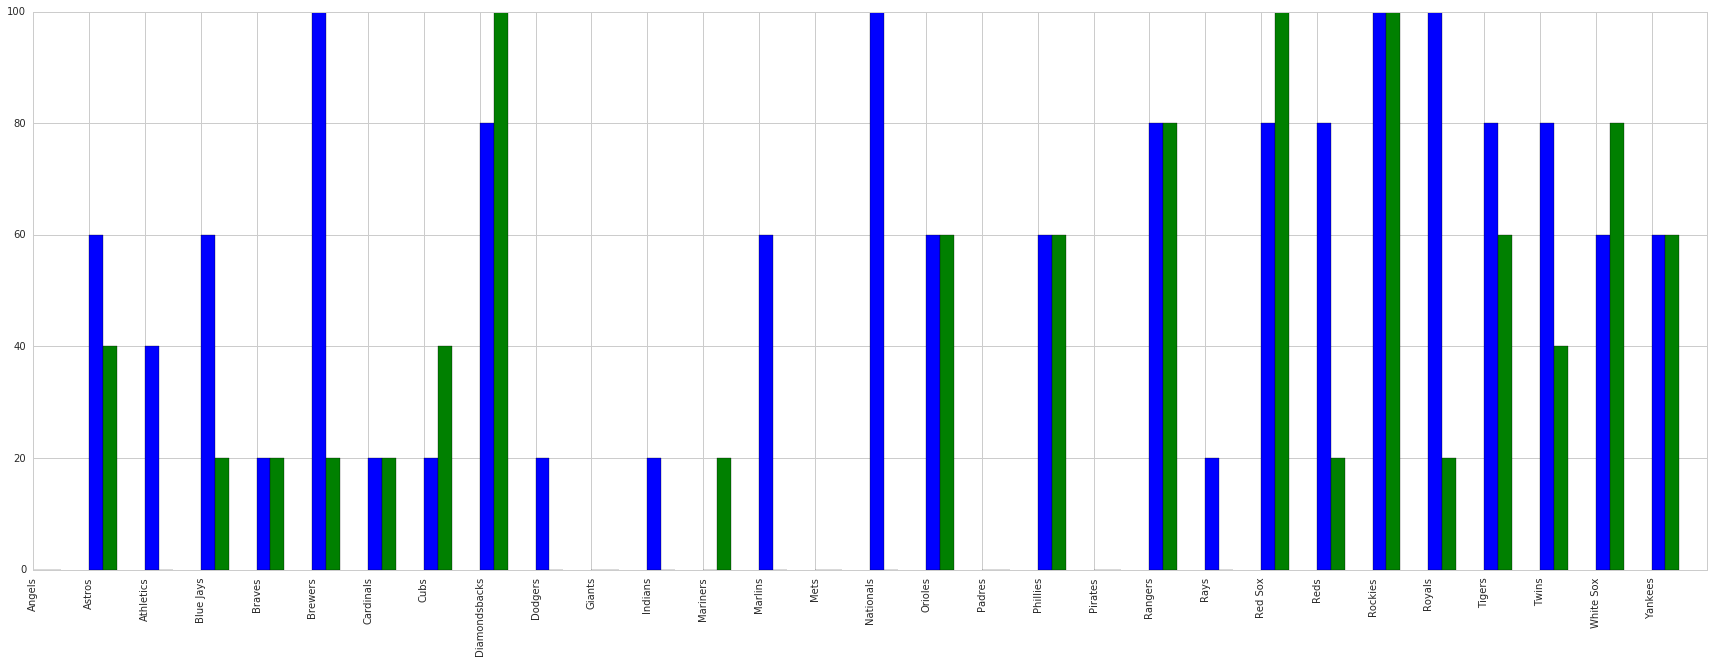 100
80
60
40
20
0
Angels
Astros
Athletics
Blue Jays
Braves
Brewers
Cardinals
Cubs
Diamondsbacks
Dodgers
Giants
Indians
Mariners
Marlins
Mets
Nationals
Orioles
Padres
Phillies
Pirates
Rangers
Rays
Red Sox
Reds
Rockies
Royals
Tigers
Twins
White Sox
Yankees